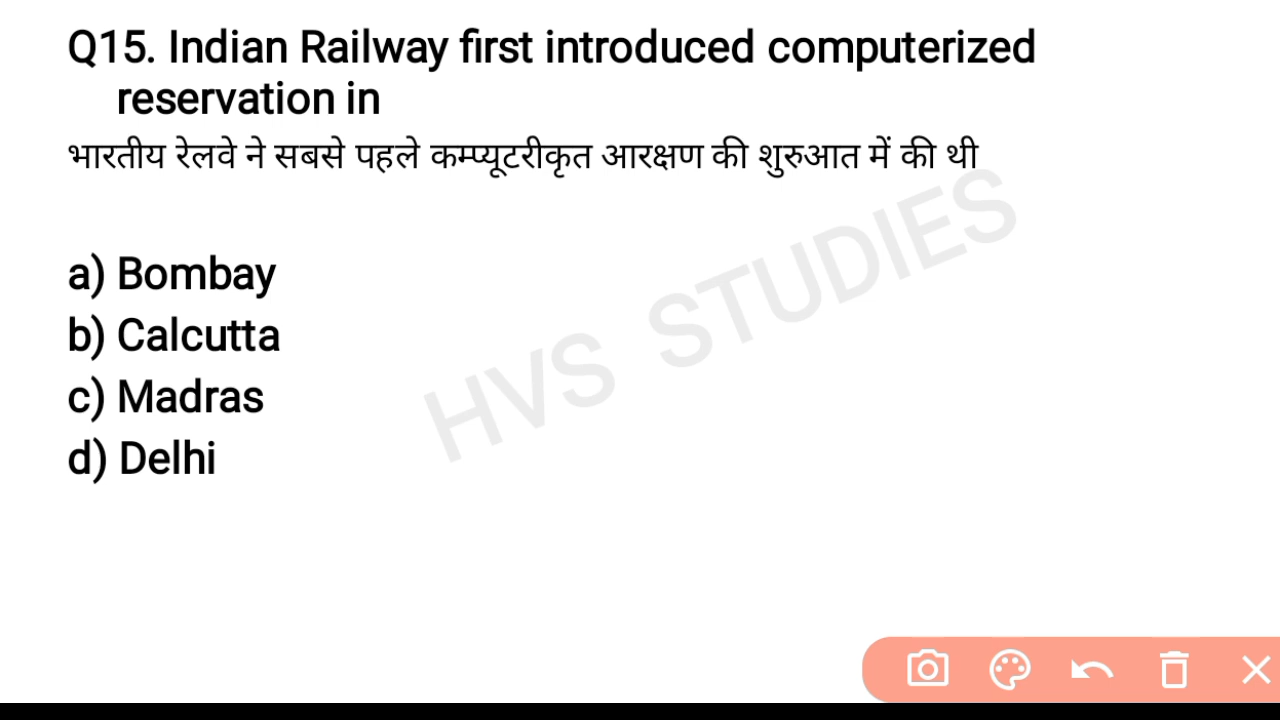 Q15. Indian Railway first introduced computerized
reservation in
भारतीय रेलवे ने सबसे पहले कम्प्यूटरीकृत आरक्षण की शुरुआत में की थी
HVS STUDIES
a) Bombay
b) Calcutta
c) Madras
d) Delhi